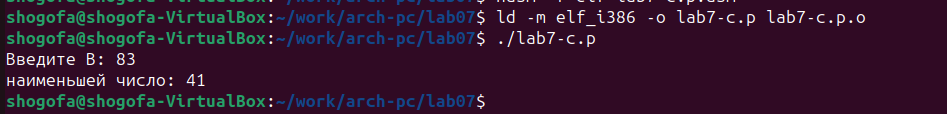 shogofa@shogofa-VirtualBox:~/work/arch-pc/lab07$ ld -m elf_i386 -o lab7-c.p lab7-c.p.o
shogofa@shogofa-VirtualBox:~/work/arch-pc/lab07$ ./lab7-c.p
Введите B: 83
наименьшей число: 41
shogofa@shogofa-VirtualBox:~/work/arch-pc/lab07$